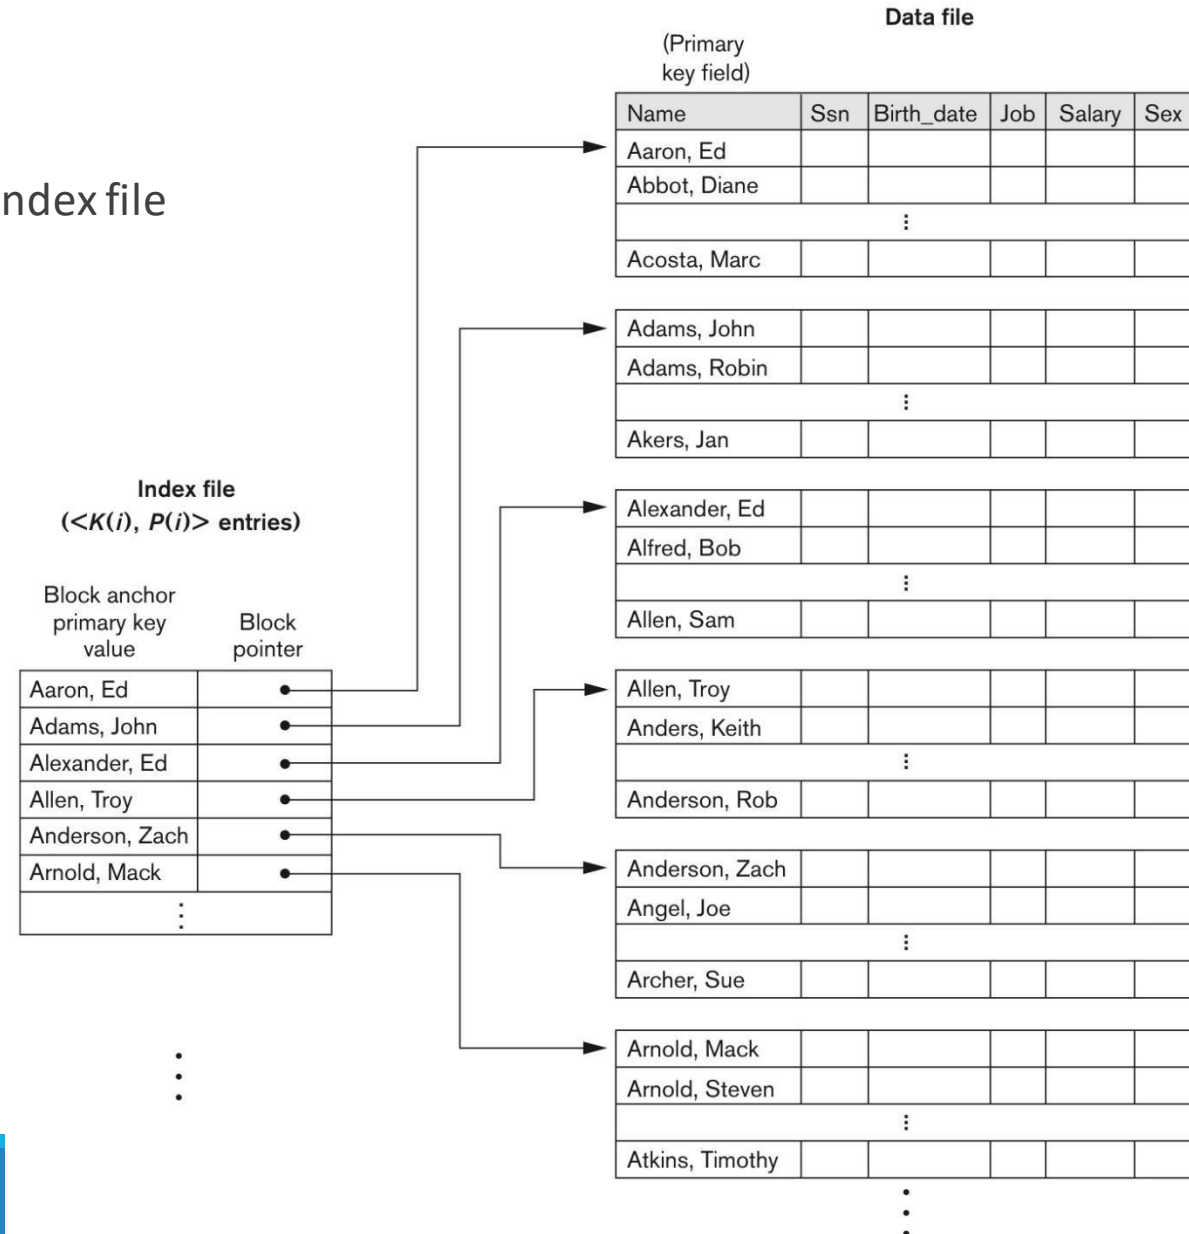 Data file
(Primary
key field)
Name Ssn Birth_date Job Salary Sex
Aaron, Ed
Abbot, Diane
Acosta, Marc
Adams, John
Adams, Robin
Akers, Jan
Alexander, Ed
Alfred, Bob
Allen, Sam
Allen, Troy
Anders, Keith
Anderson, Rob
Anderson, Zach
Angel, Joe
Archer, Sue
Arnold, Mack
Arnold, Steven
Atkins, Timothy
ndex file
Index file
(<K(i), P(i)> entries)
Block anchor
primary key
value
Block
pointer
Aaron, Ed
Adams, John
Alexander, Ed
Allen, Troy
Anderson, Zach
Arnold, Mack